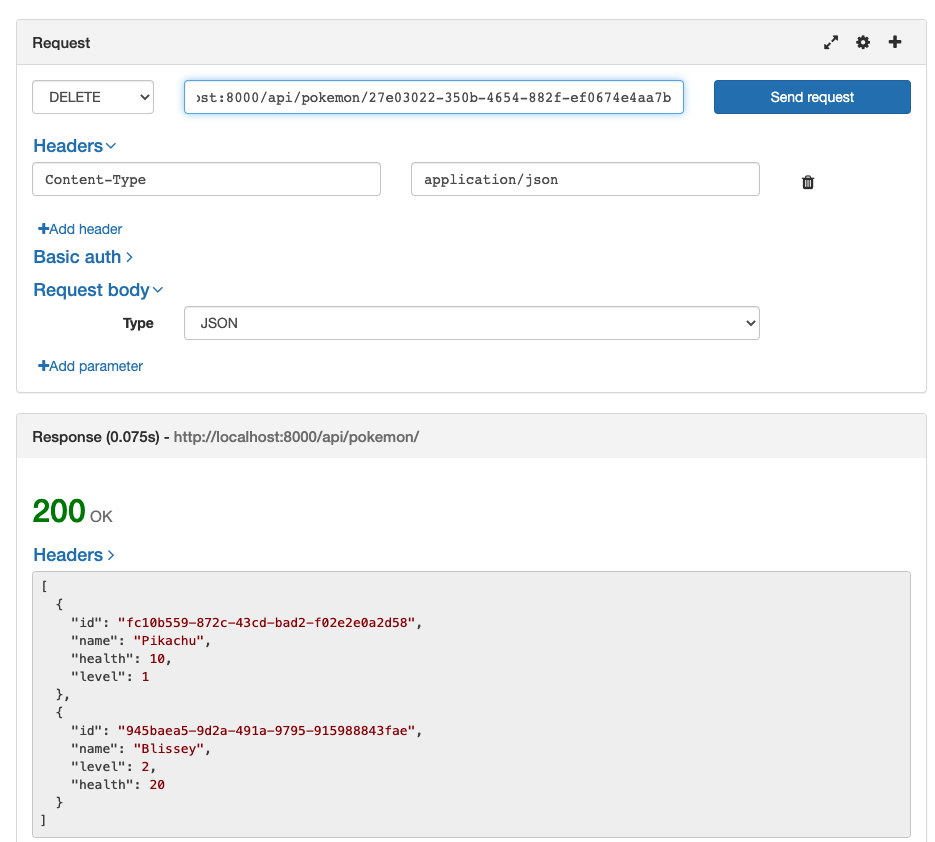 Request
DELETE
ost:8000/api/pokemon/27e03022-350b-4654-882f-ef0674e4aa7b
Send request
Headers
Content-Type
application/json
Add header
Basic auth
Request body
Type
JSON
Add parameter
Response (0.075s) - http://localhost:8000/api/pokemon/
200 OK
Headers
[
  {
    "id": "fc10b559-872c-43cd-bad2-f02e2e0a2d58",
    "name": "Pikachu",
    "health": 10,
    "level": 1
  },
  {
    "id": "945baea5-9d2a-491a-9795-915988843fae",
    "name": "Blissey",
    "level": 2,
    "health": 20
  }
]